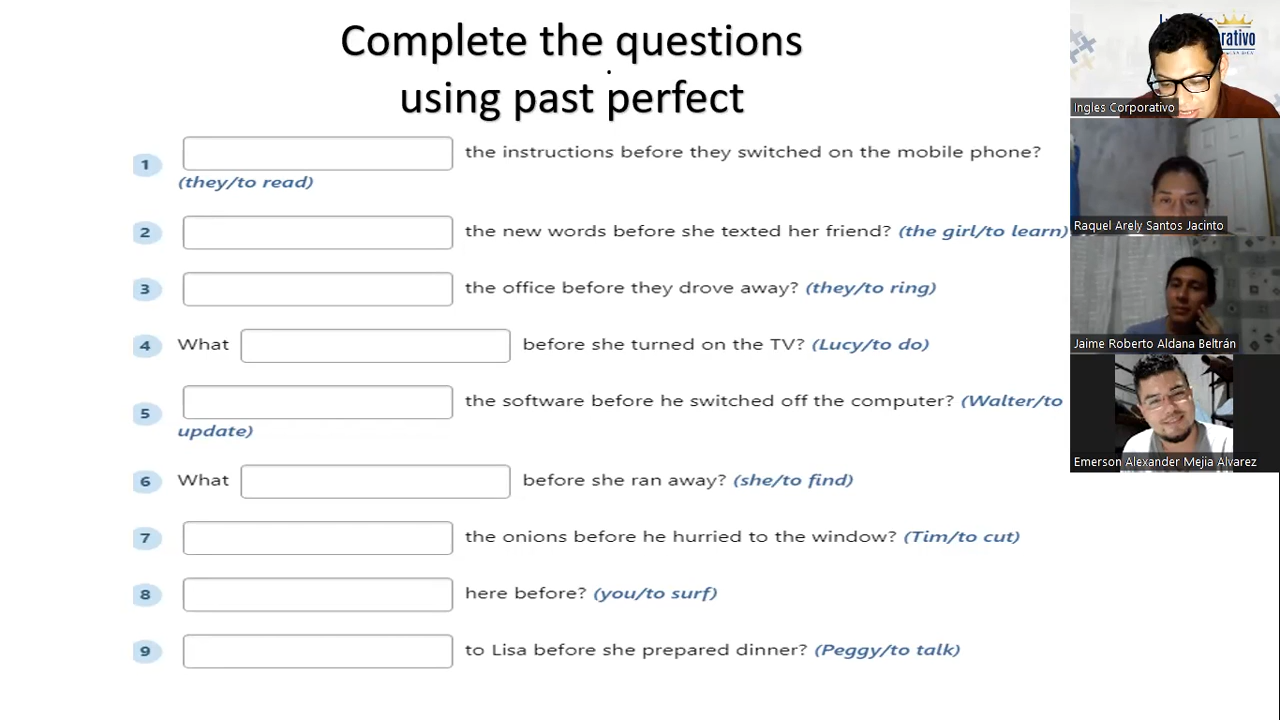 Complete the questions
using past perfect
1 the instructions before they switched on the mobile phone?
(they/to read)
2 the new words before she texted her friend? (the girl/to learn)
3 the office before they drove away? (they/to ring)
4 What before she turned on the TV? (Lucy/to do)
5 the software before he switched off the computer? (Walter/to
update)
6 What before she ran away? (she/to find)
7 the onions before he hurried to the window? (Tim/to cut)
8 here before? (you/to surf)
9 to Lisa before she prepared dinner? (Peggy/to talk)
Ingles Corporativo
Raquel Arely Santos Jacinto
Jaime Roberto Aldana Beltrán
Emerson Alexander Mejia Alvarez